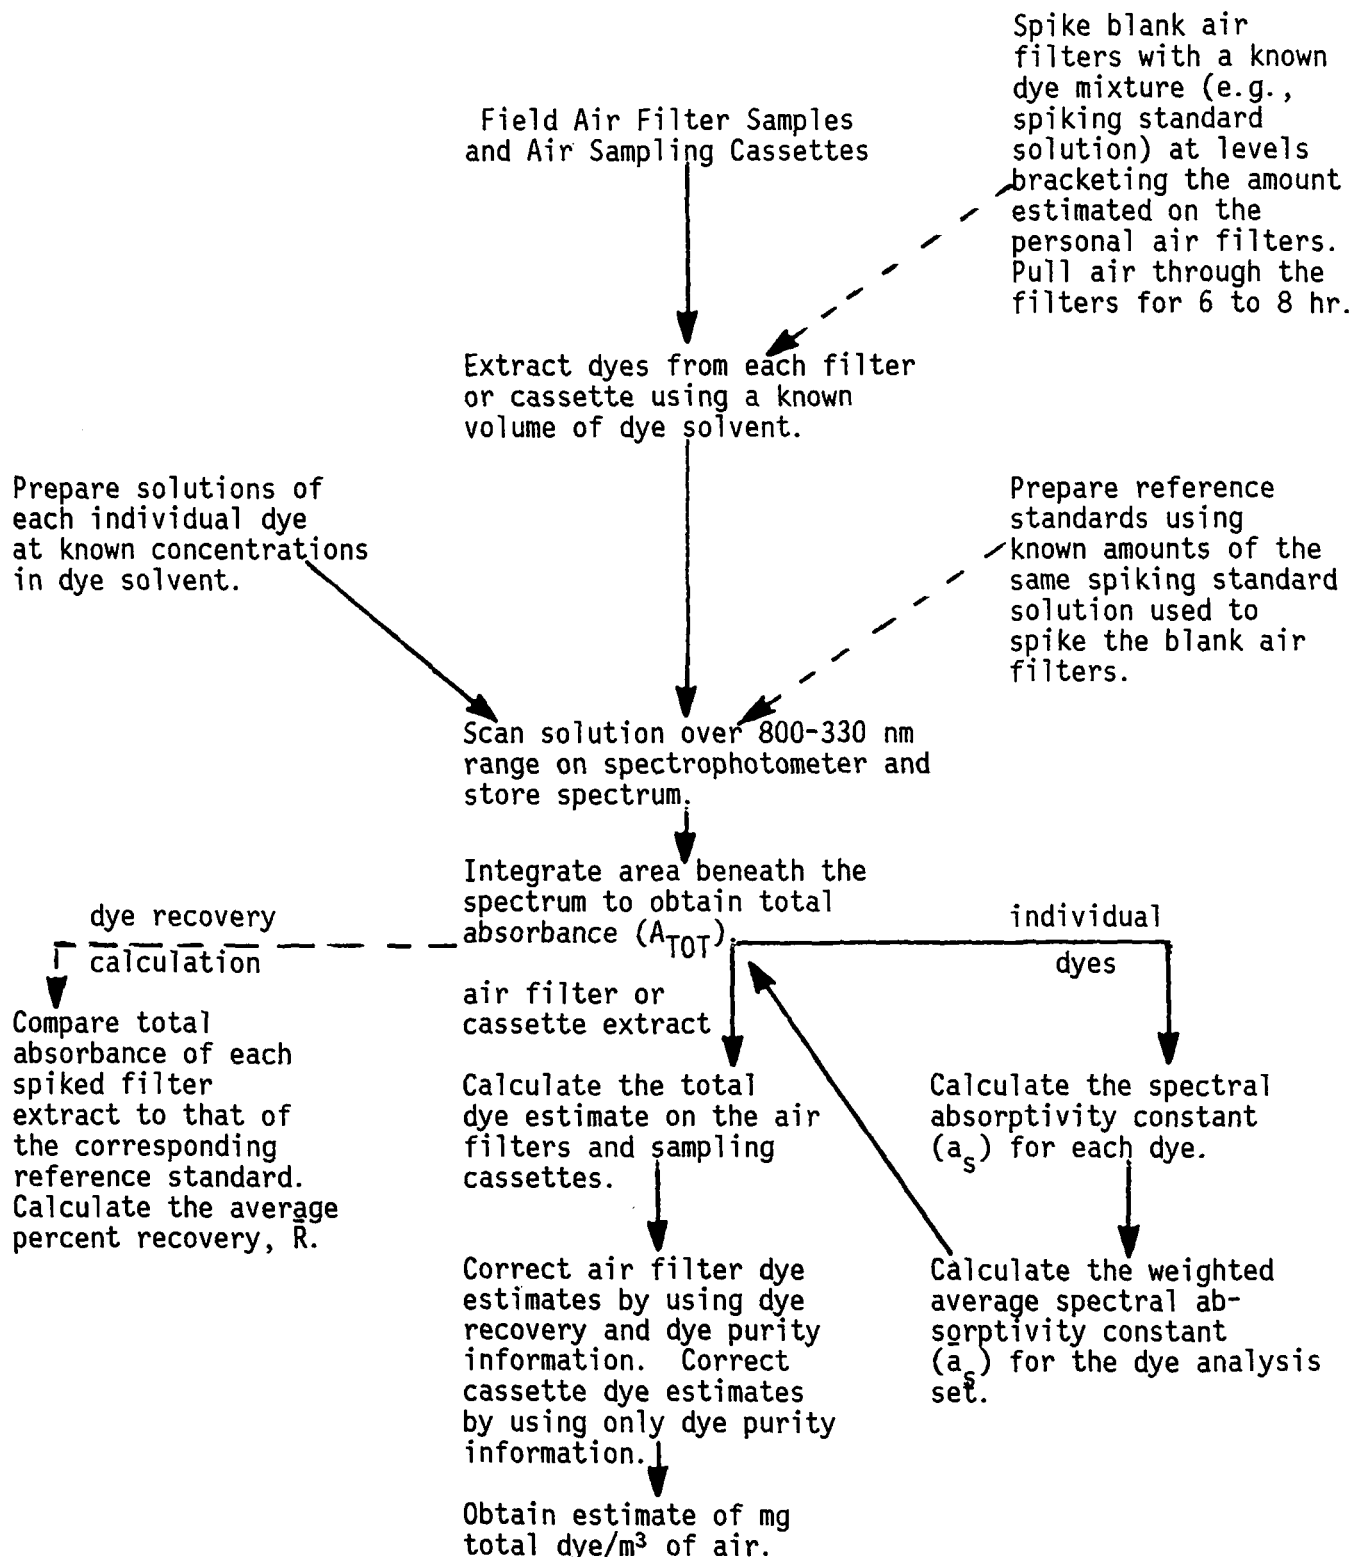 Spike blank air
filters with a known
dye mixture (e.g.,
spiking standard
solution) at levels
bracketing the amount
estimated on the
personal air filters.
Pull air through the
filters for 6 to 8 hr.
Field Air Filter Samples
and Air Sampling Cassettes
Extract dyes from each filter
or cassette using a known
volume of dye solvent.
Prepare solutions of
each individual dye
at known concentrations
in dye solvent.
Prepare reference
standards using
known amounts of the
same spiking standard
solution used to
spike the blank air
filters.
Scan solution over 800-330 nm
range on spectrophotometer and
store spectrum.
Integrate area beneath the
spectrum to obtain total
absorbance (A_TOT).
dye recovery
calculation
individual
dyes
air filter or
cassette extract
Compare total
absorbance of each
spiked filter
extract to that of
the corresponding
reference standard.
Calculate the average
percent recovery, R̄.
Calculate the total
dye estimate on the air
filters and sampling
cassettes.
Calculate the spectral
absorptivity constant
(a_s) for each dye.
Correct air filter dye
estimates by using dye
recovery and dye purity
information. Correct
cassette dye estimates
by using only dye purity
information.
Calculate the weighted
average spectral ab-
sorptivity constant
(ā_s) for the dye analysis
set.
Obtain estimate of mg
total dye/m³ of air.